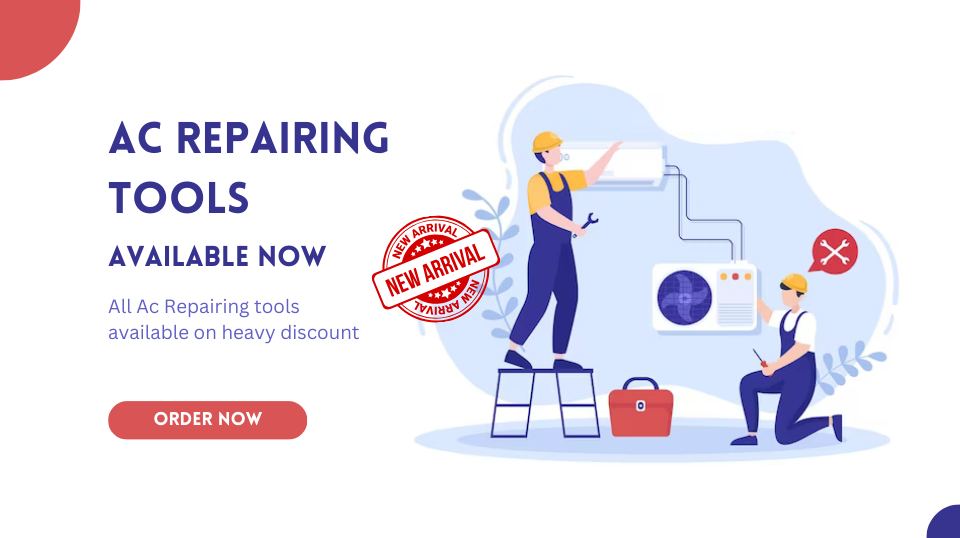 AC REPAIRING
TOOLS
AVAILABLE NOW
All Ac Repairing tools
available on heavy discount
NEW ARRIVAL
NEW ARRIVAL
NEW ARRIVAL
ORDER NOW